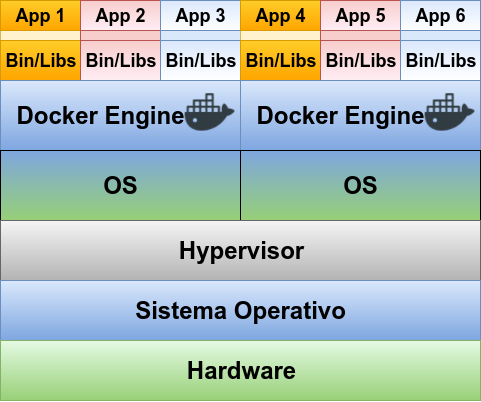 App 1 App 2 App 3 App 4 App 5 App 6
Bin/Libs Bin/Libs Bin/Libs Bin/Libs Bin/Libs Bin/Libs
Docker Engine Docker Engine
OS OS
Hypervisor
Sistema Operativo
Hardware